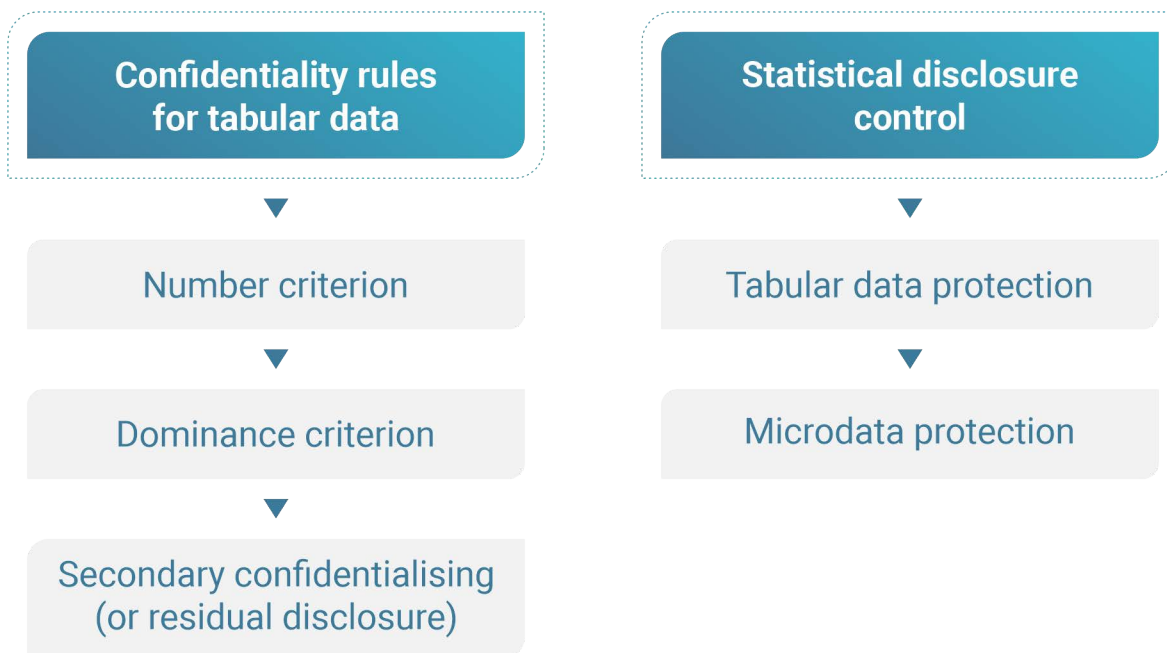 Confidentiality rules
for tabular data
Number criterion
Dominance criterion
Secondary confidentialising
(or residual disclosure)
Statistical disclosure
control
Tabular data protection
Microdata protection